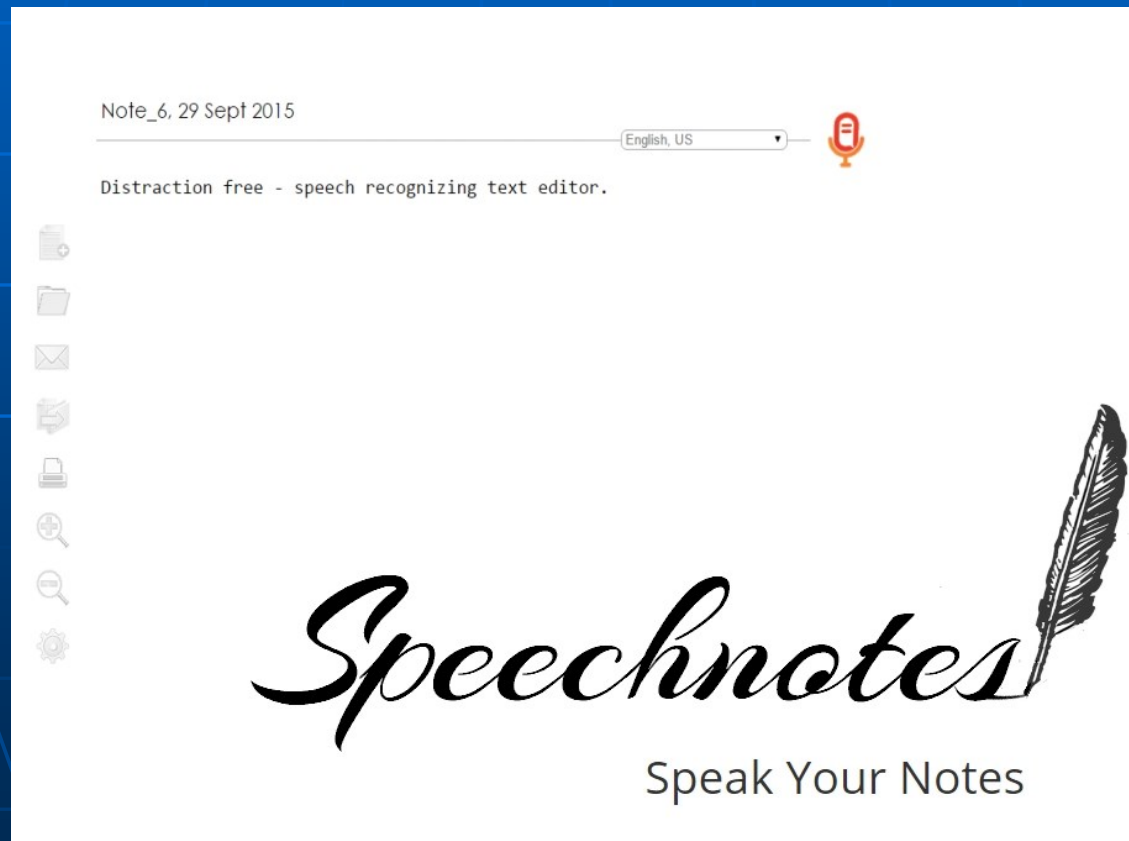 Note_6, 29 Sept 2015
English, US
Distraction free - speech recognizing text editor.
Speechnotes
Speak Your Notes